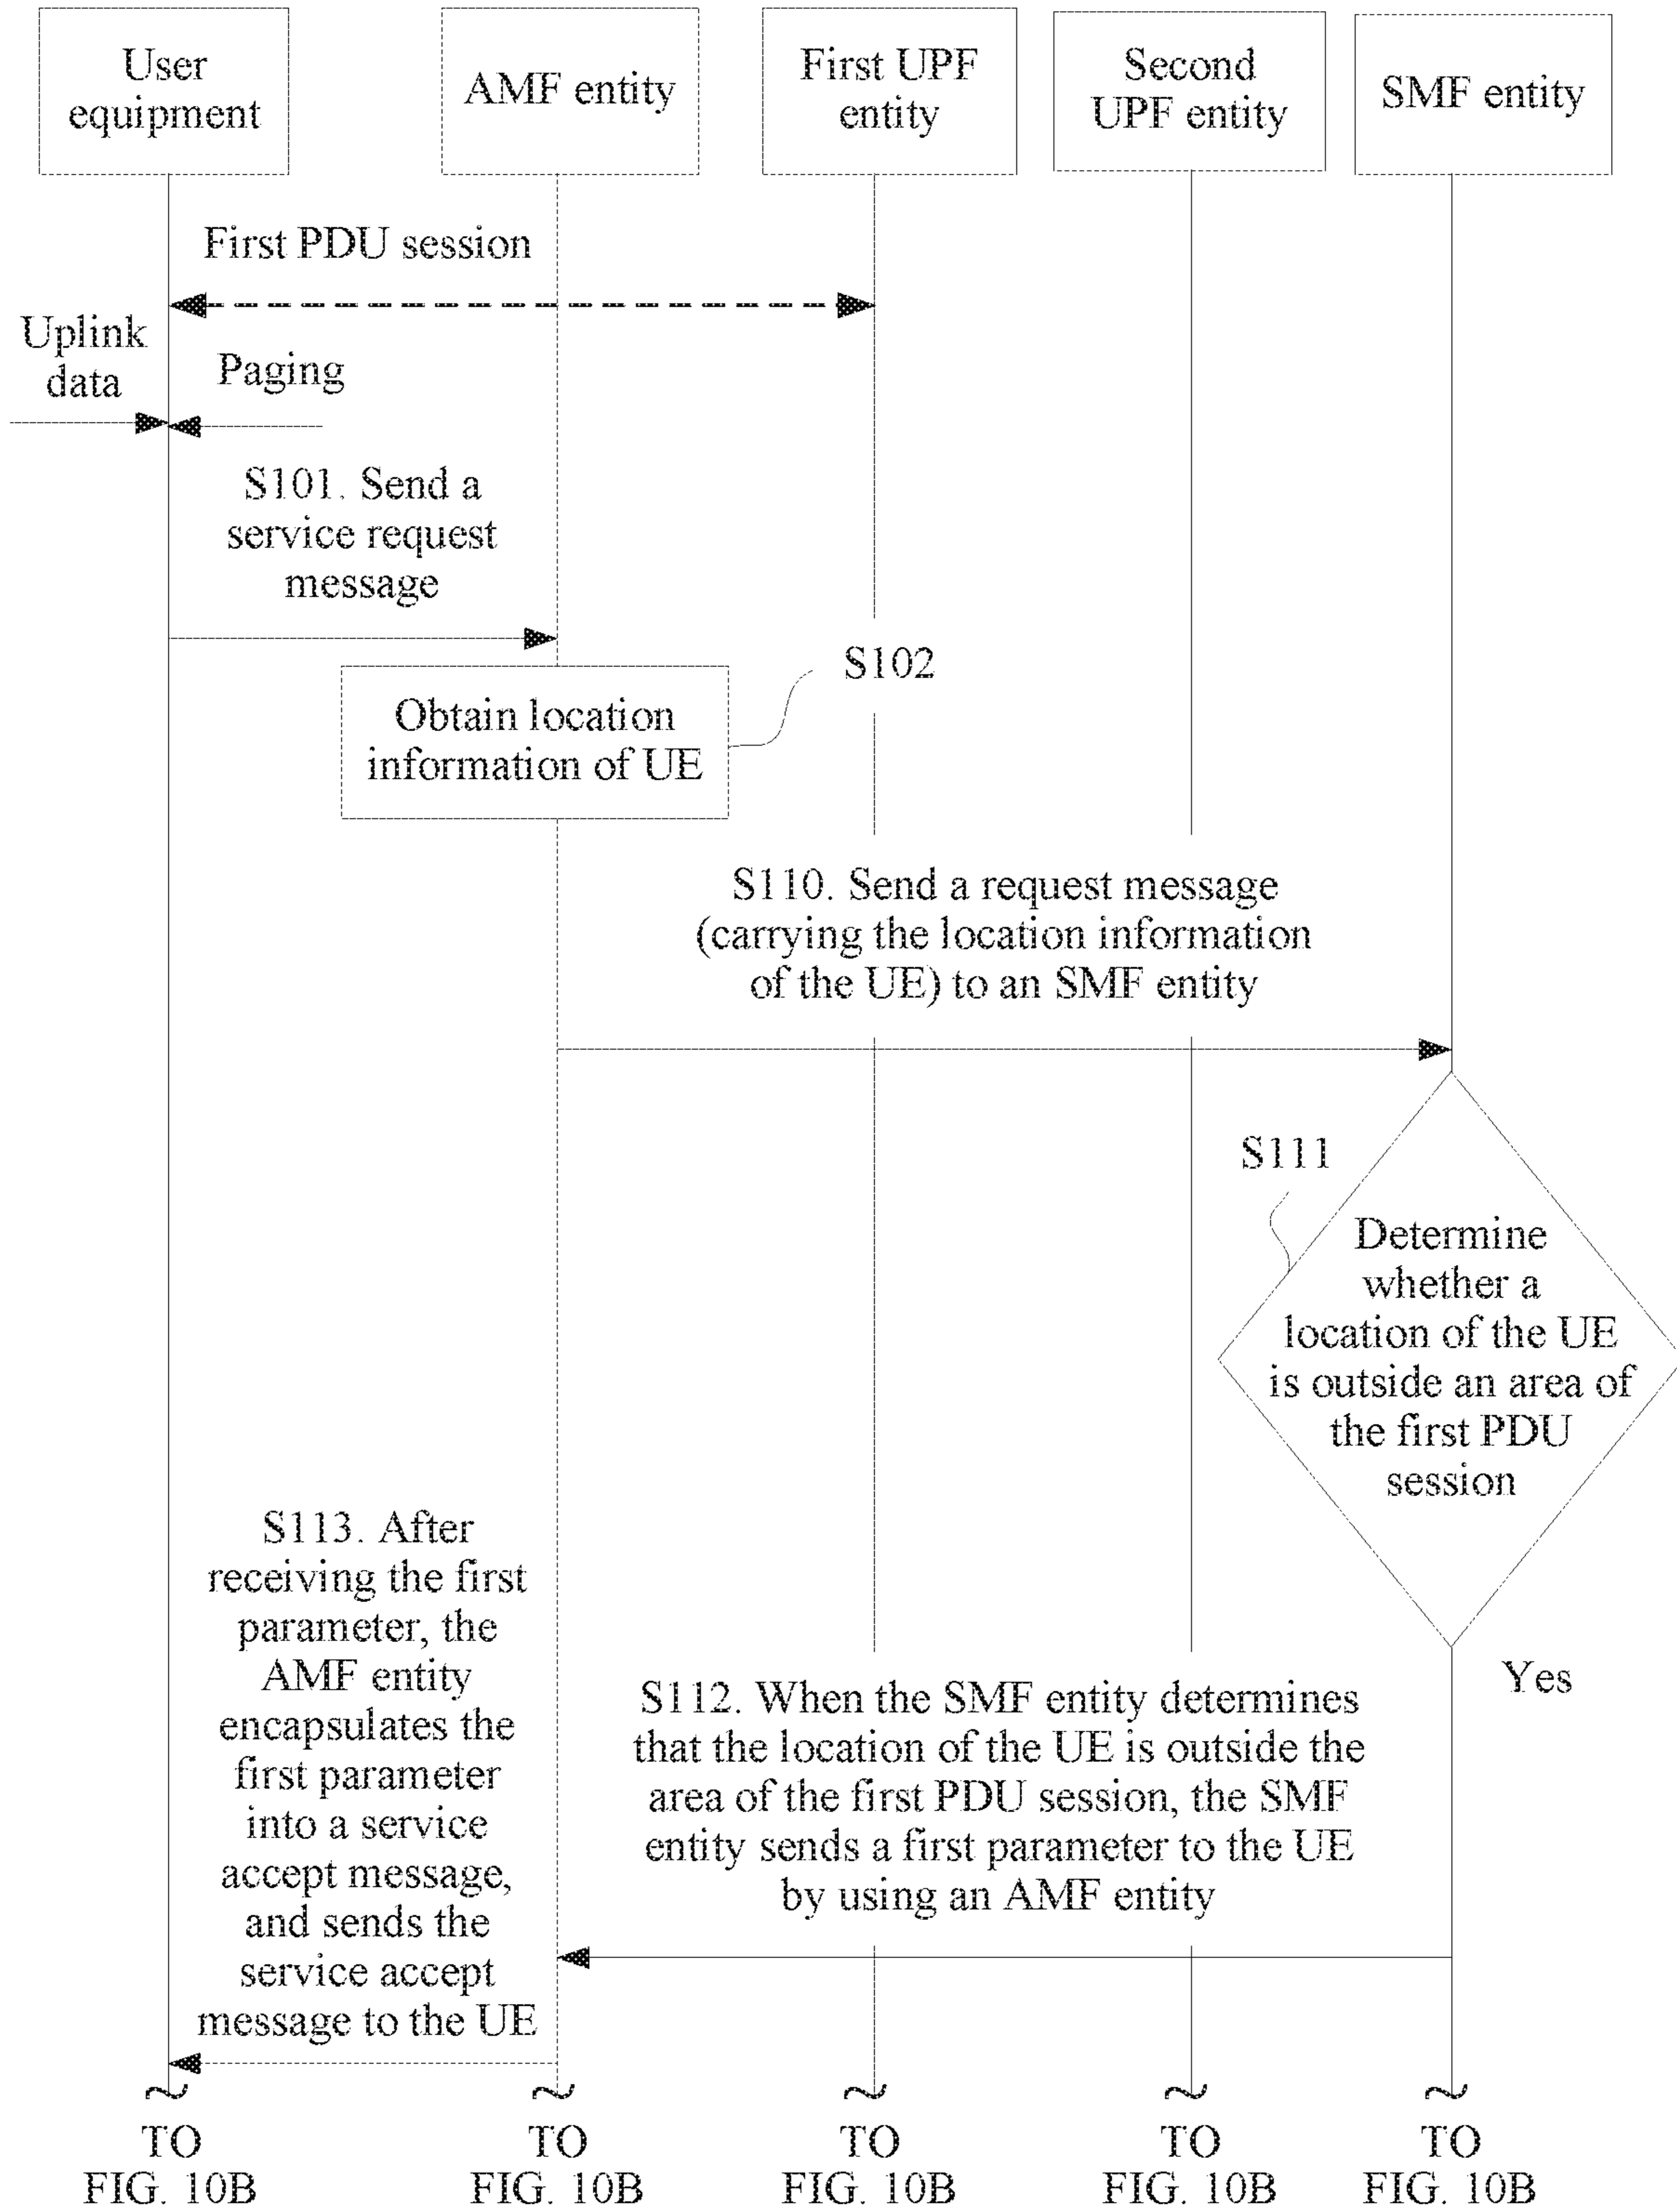 User
equipment
AMF entity
First UPF
entity
Second
UPF entity
SMF entity
First PDU session
Uplink
data
Paging
S101. Send a
service request
message
S102
Obtain location
information of UE
S110. Send a request message
(carrying the location information
of the UE) to an SMF entity
S111
Determine
whether a
location of the UE
is outside an area of
the first PDU
session
Yes
S112. When the SMF entity determines
that the location of the UE is outside the
area of the first PDU session, the SMF
entity sends a first parameter to the UE
by using an AMF entity
S113. After
receiving the first
parameter, the
AMF entity
encapsulates the
first parameter
into a service
accept message,
and sends the
service accept
message to the UE
TO
FIG. 10B
TO
FIG. 10B
TO
FIG. 10B
TO
FIG. 10B
TO
FIG. 10B